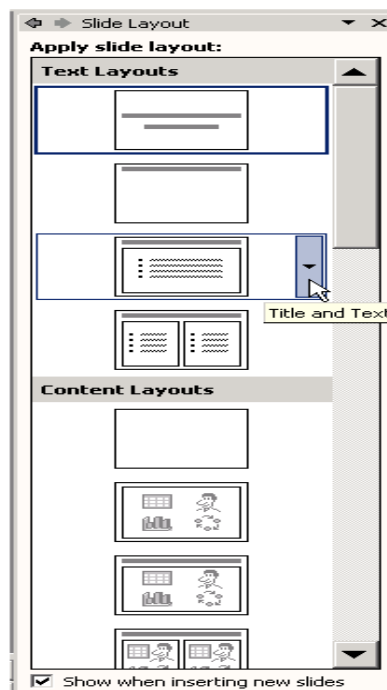 Slide Layout
Apply slide layout:
Text Layouts
Title and Text
Content Layouts
Show when inserting new slides